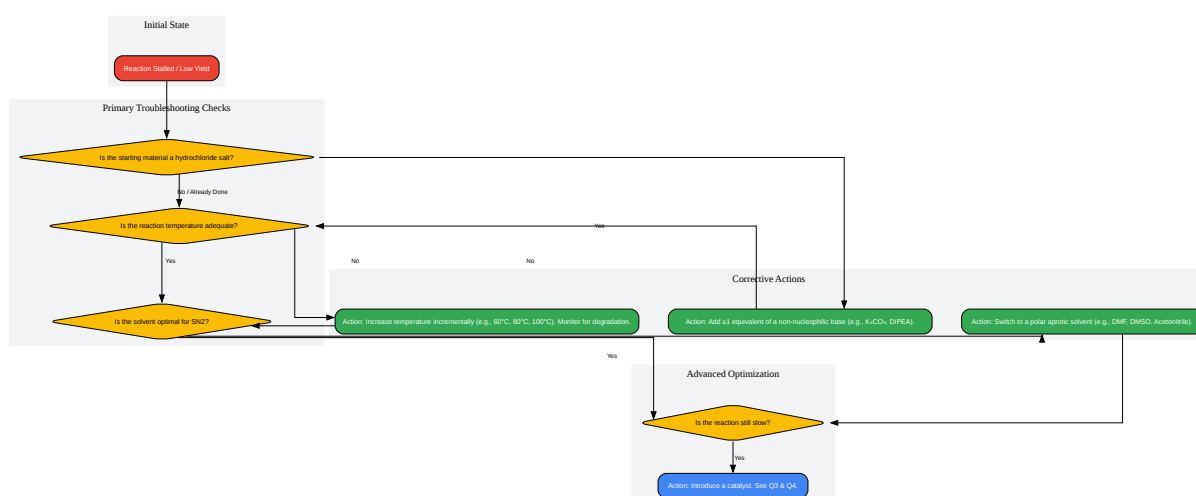 Initial State
Reaction Stalled / Low Yield
Primary Troubleshooting Checks
Is the starting material a hydrochloride salt?
No / Already Done
Is the reaction temperature adequate?
Yes
Yes
No
No
Corrective Actions
Is the solvent optimal for SN2?
Action: Increase temperature incrementally (e.g., 60°C, 80°C, 100°C). Monitor for degradation.
Action: Add ≥1 equivalent of a non-nucleophilic base (e.g., K₂CO₃, DIPEA).
Action: Switch to a polar aprotic solvent (e.g., DMF, DMSO, Acetonitrile).
Yes
Advanced Optimization
Is the reaction still slow?
Yes
Action: Introduce a catalyst. See Q3 & Q4.